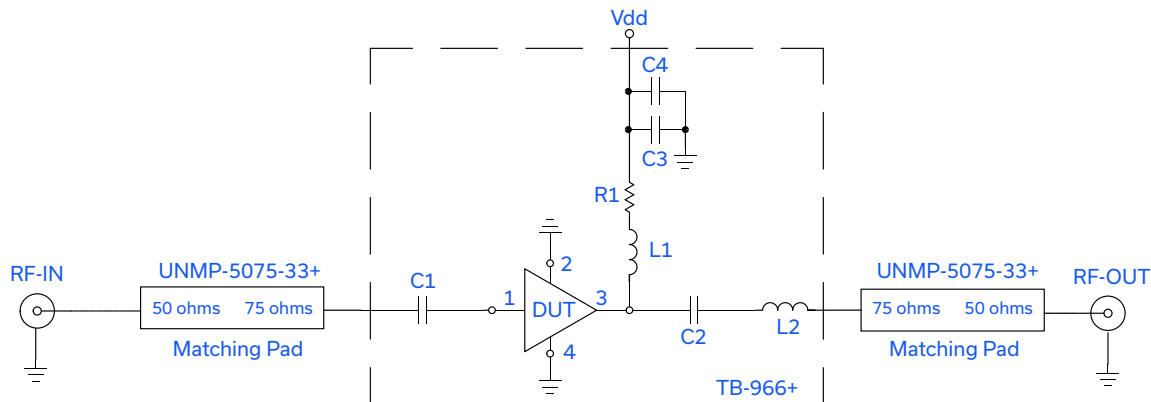 Vdd
C4
C3
R1
L1
UNMP-5075-33+
UNMP-5075-33+
RF-IN
RF-OUT
C1
2
50 ohms 75 ohms
1
DUT
3
75 ohms 50 ohms
C2
L2
Matching Pad
4
Matching Pad
TB-966+